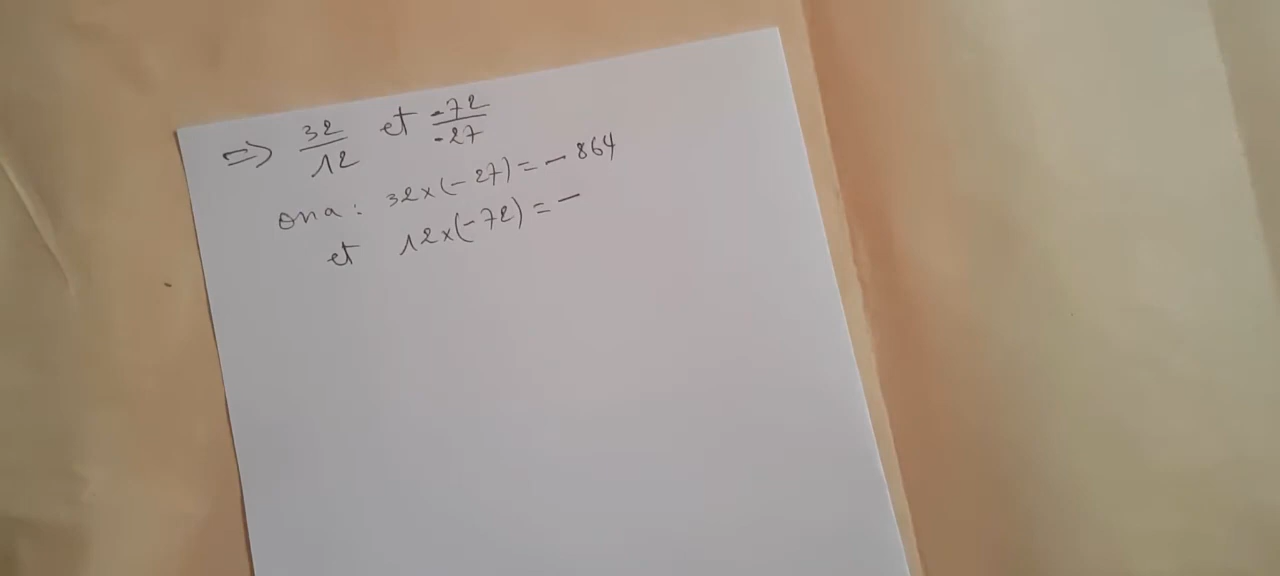 ⇒ 32/12 et -72/-27
on a : 32×(-27) = -864
et 12×(-72) = -